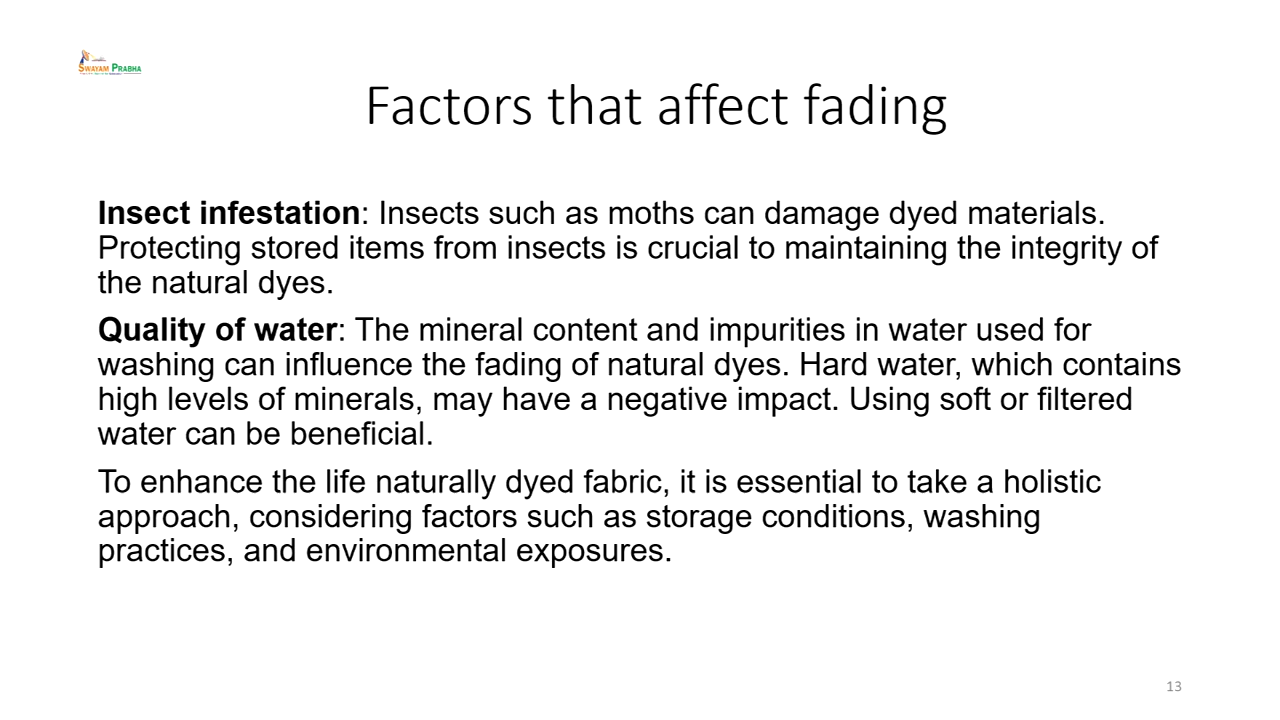 SWAYAM PRABHA
Factors that affect fading
Insect infestation: Insects such as moths can damage dyed materials.
Protecting stored items from insects is crucial to maintaining the integrity of
the natural dyes.
Quality of water: The mineral content and impurities in water used for
washing can influence the fading of natural dyes. Hard water, which contains
high levels of minerals, may have a negative impact. Using soft or filtered
water can be beneficial.
To enhance the life naturally dyed fabric, it is essential to take a holistic
approach, considering factors such as storage conditions, washing
practices, and environmental exposures.
13